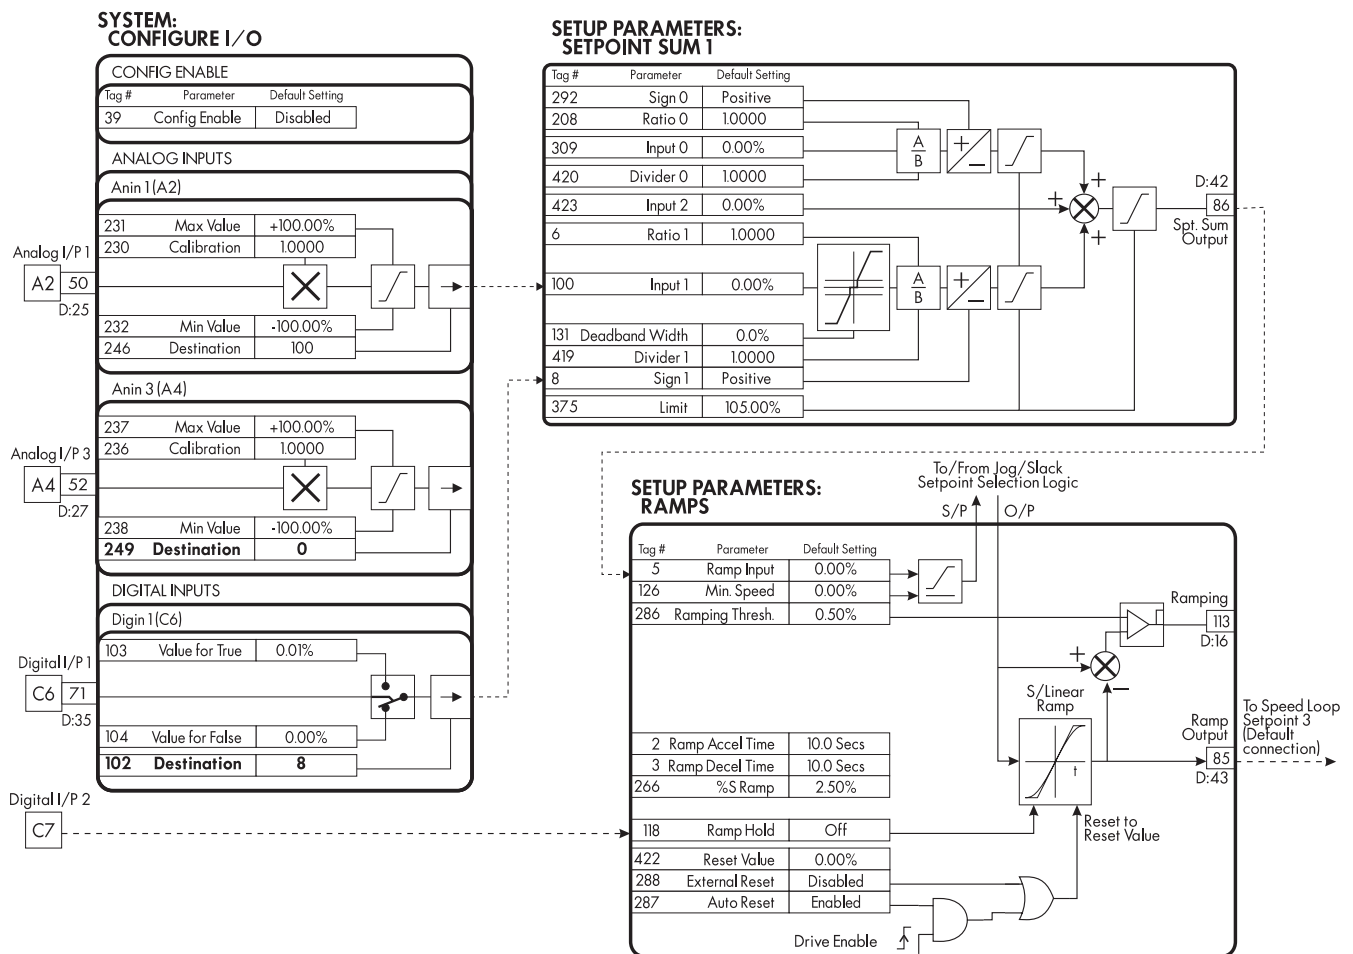 SYSTEM:
CONFIGURE I/O
CONFIG ENABLE
Tag # Parameter Default Setting
39 Config Enable Disabled
ANALOG INPUTS
Anin 1 (A2)
231 Max Value +100.00%
230 Calibration 1.0000
Analog I/P 1
A2 50
D:25
232 Min Value -100.00%
246 Destination 100
Anin 3 (A4)
237 Max Value +100.00%
236 Calibration 1.0000
Analog I/P 3
A4 52
D:27
238 Min Value -100.00%
249 Destination 0
DIGITAL INPUTS
Digin 1 (C6)
103 Value for True 0.01%
Digital I/P 1
C6 71
D:35
104 Value for False 0.00%
102 Destination 8
Digital I/P 2
C7
SETUP PARAMETERS:
SETPOINT SUM 1
Tag # Parameter Default Setting
292 Sign 0 Positive
208 Ratio 0 1.0000
309 Input 0 0.00%
420 Divider 0 1.0000
423 Input 2 0.00%
6 Ratio 1 1.0000
100 Input 1 0.00%
131 Deadband Width 0.0%
419 Divider 1 1.0000
8 Sign 1 Positive
375 Limit 105.00%
A
B
+
−
A
B
+
−
+
+
+
D:42
86
Spt. Sum
Output
To/From Jog/Slack
Setpoint Selection Logic
S/P O/P
SETUP PARAMETERS:
RAMPS
Tag # Parameter Default Setting
5 Ramp Input 0.00%
126 Min. Speed 0.00%
286 Ramping Thresh. 0.50%
Ramping
113
D:16
+
−
S/Linear
Ramp
t
Ramp
Output
85
D:43
To Speed Loop
Setpoint 3
(Default
connection)
2 Ramp Accel Time 10.0 Secs
3 Ramp Decel Time 10.0 Secs
266 %S Ramp 2.50%
118 Ramp Hold Off
Reset to
Reset Value
422 Reset Value 0.00%
288 External Reset Disabled
287 Auto Reset Enabled
Drive Enable